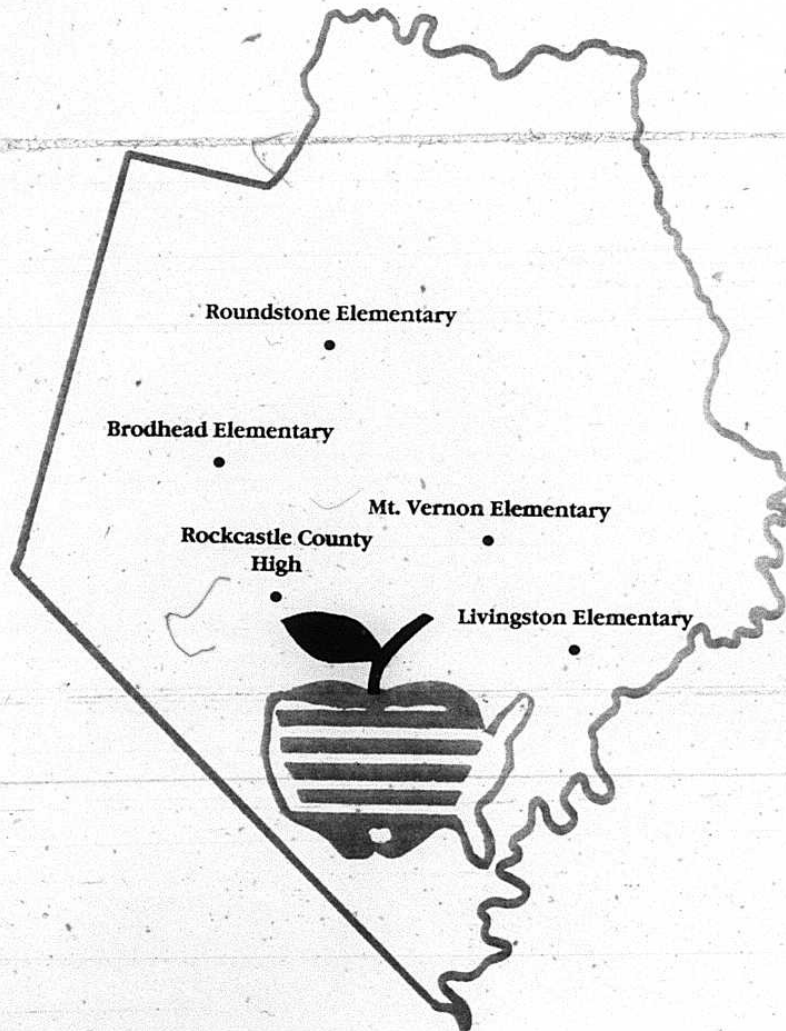 Roundstone Elementary
Brodhead Elementary
Mt. Vernon Elementary
Rockcastle County
High
Livingston Elementary